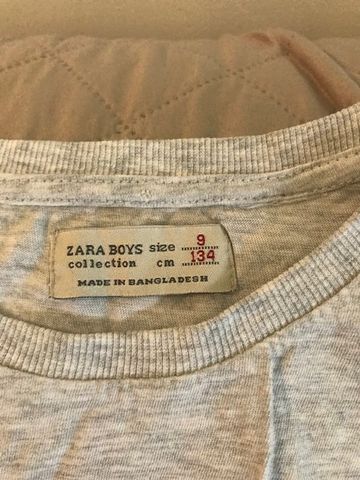 ZARA BOYS size 9
collection cm 134
MADE IN BANGLADESH